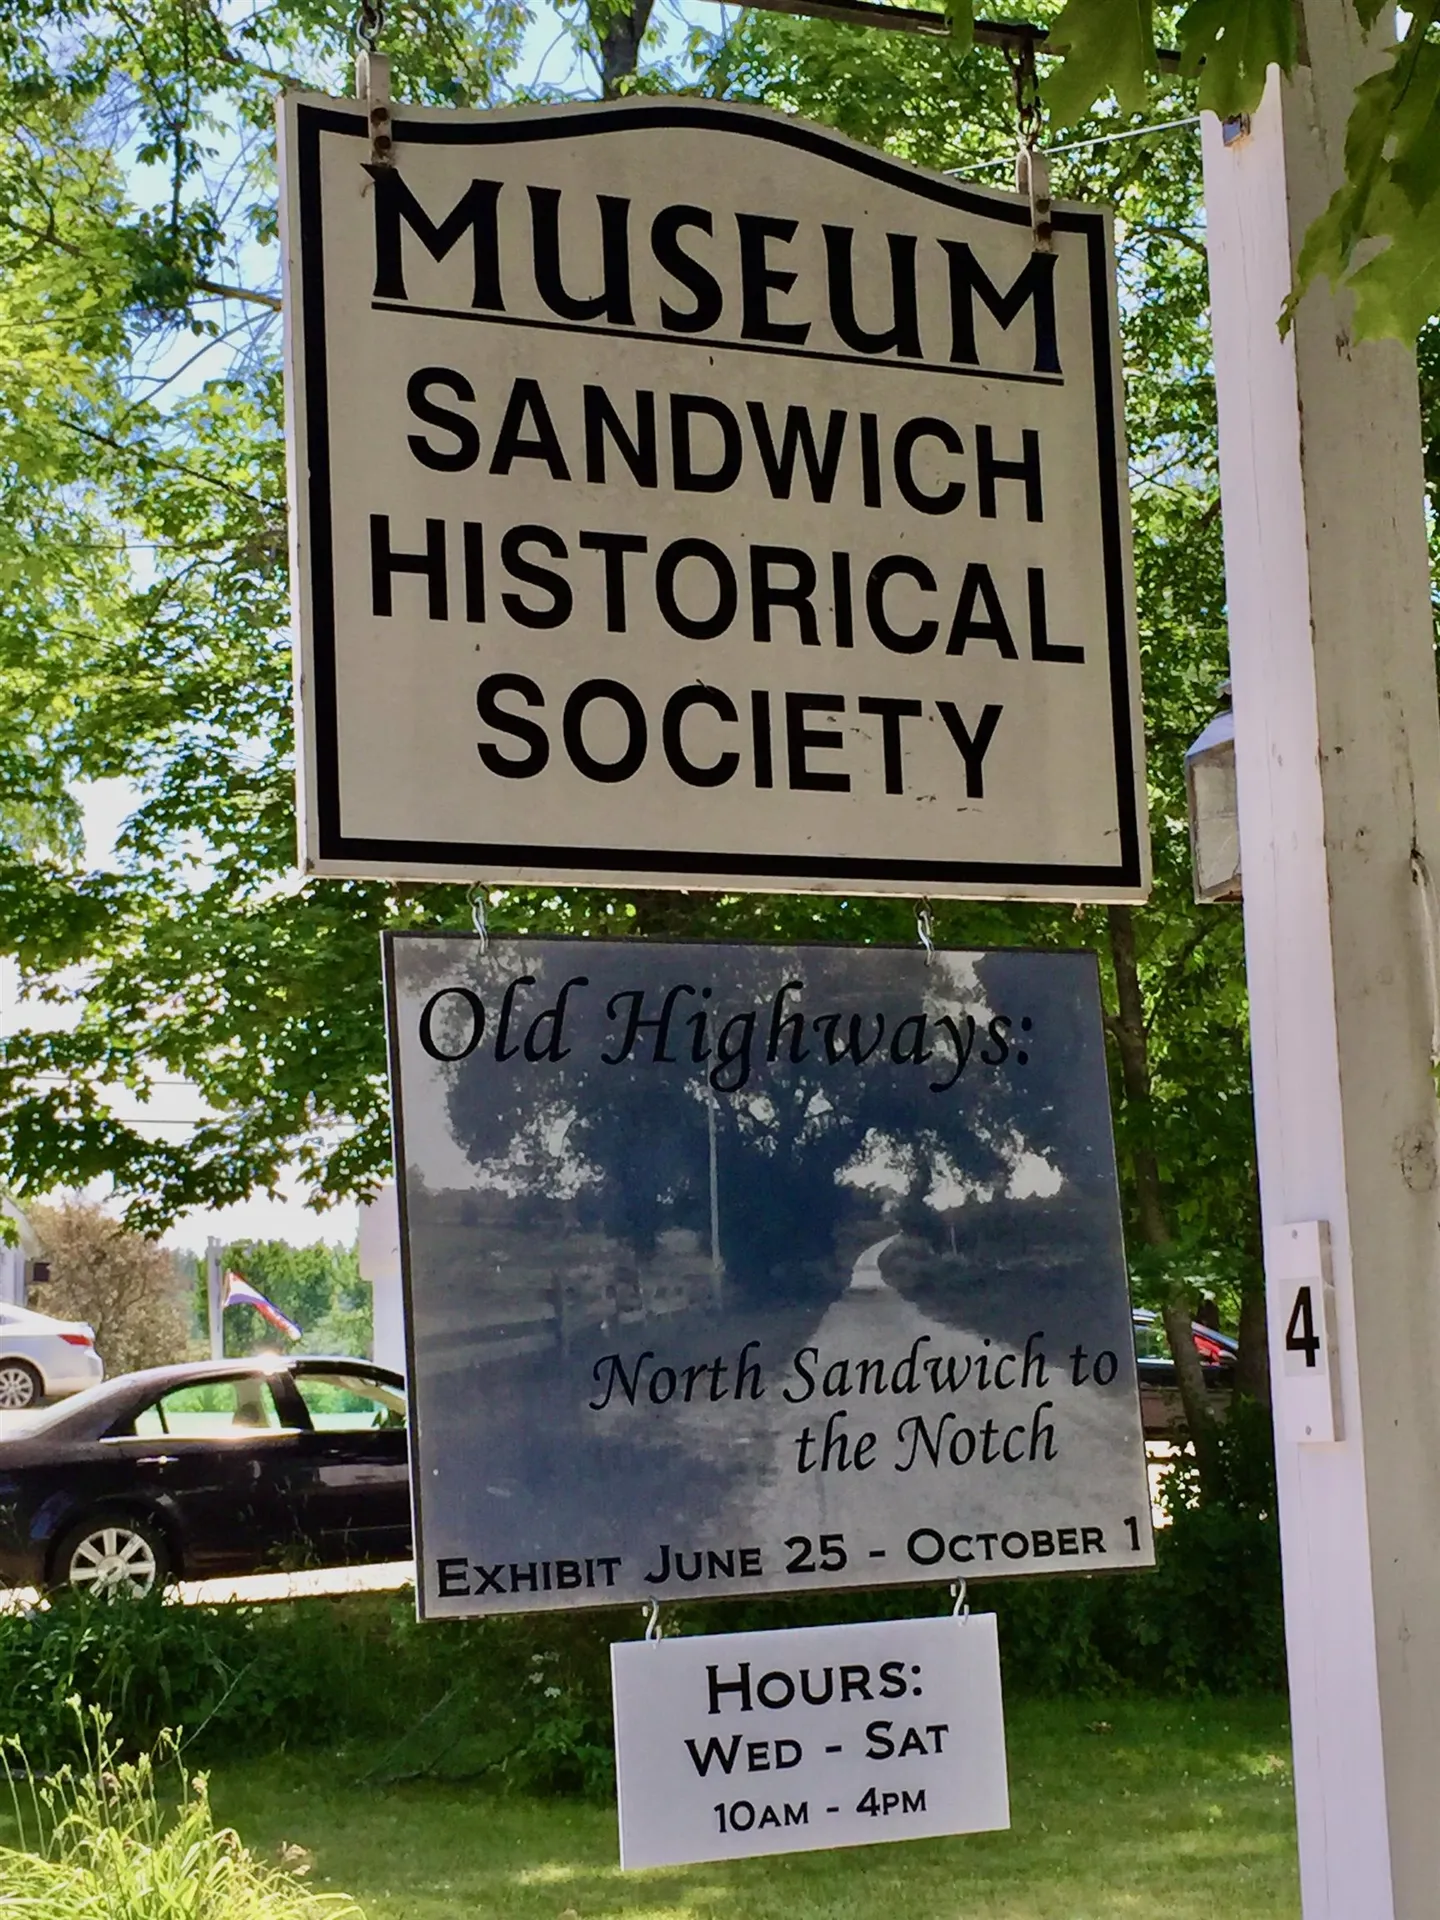 MUSEUM
SANDWICH
HISTORICAL
SOCIETY
Old Highways:
North Sandwich to
the Notch
EXHIBIT JUNE 25 - OCTOBER 1
HOURS:
WED - SAT
10AM - 4PM
4